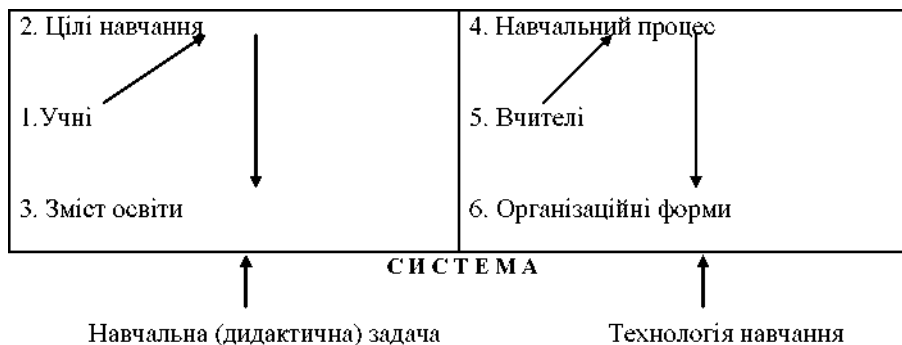 2. Цілі навчання
1.Учні
3. Зміст освіти
4. Навчальний процес
5. Вчителі
6. Організаційні форми
С И С Т Е М А
Навчальна (дидактична) задача
Технологія навчання